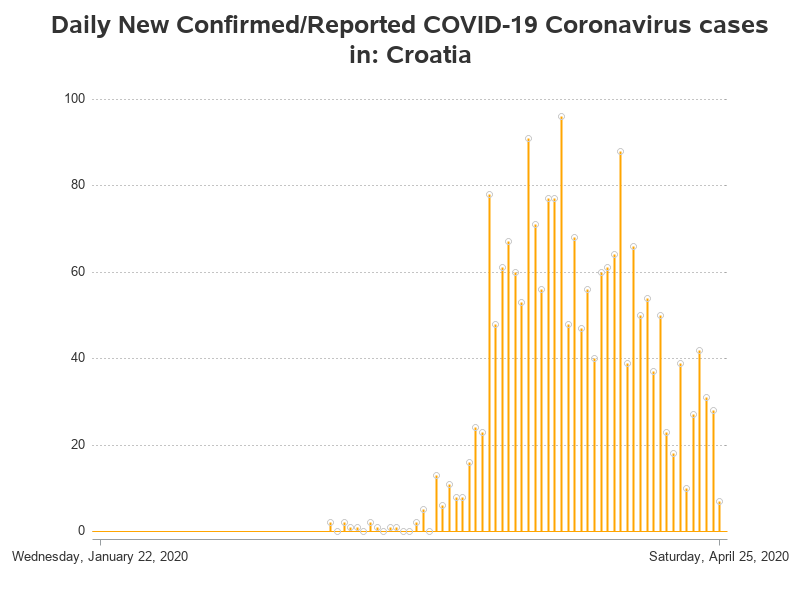 Daily New Confirmed/Reported COVID-19 Coronavirus cases
in: Croatia
100
80
60
40
20
0
Wednesday, January 22, 2020
Saturday, April 25, 2020